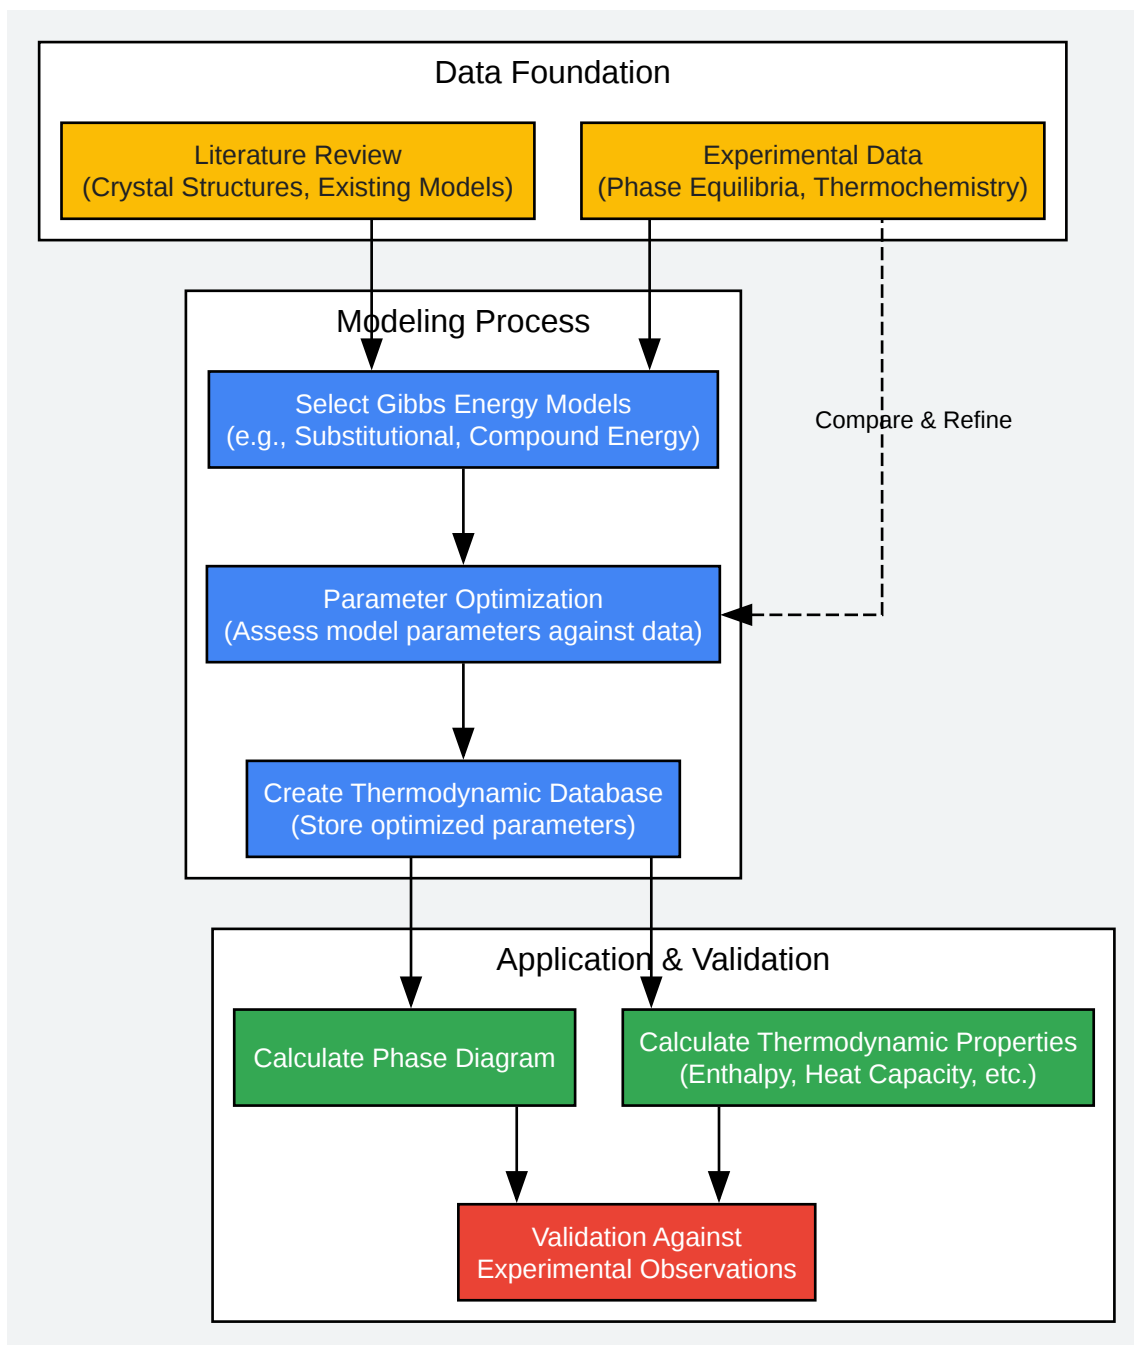 Data Foundation
Literature Review
(Crystal Structures, Existing Models)
Experimental Data
(Phase Equilibria, Thermochemistry)
Modeling Process
Select Gibbs Energy Models
(e.g., Substitutional, Compound Energy)
Compare & Refine
Parameter Optimization
(Assess model parameters against data)
Create Thermodynamic Database
(Store optimized parameters)
Application & Validation
Calculate Phase Diagram
Calculate Thermodynamic Properties
(Enthalpy, Heat Capacity, etc.)
Validation Against
Experimental Observations